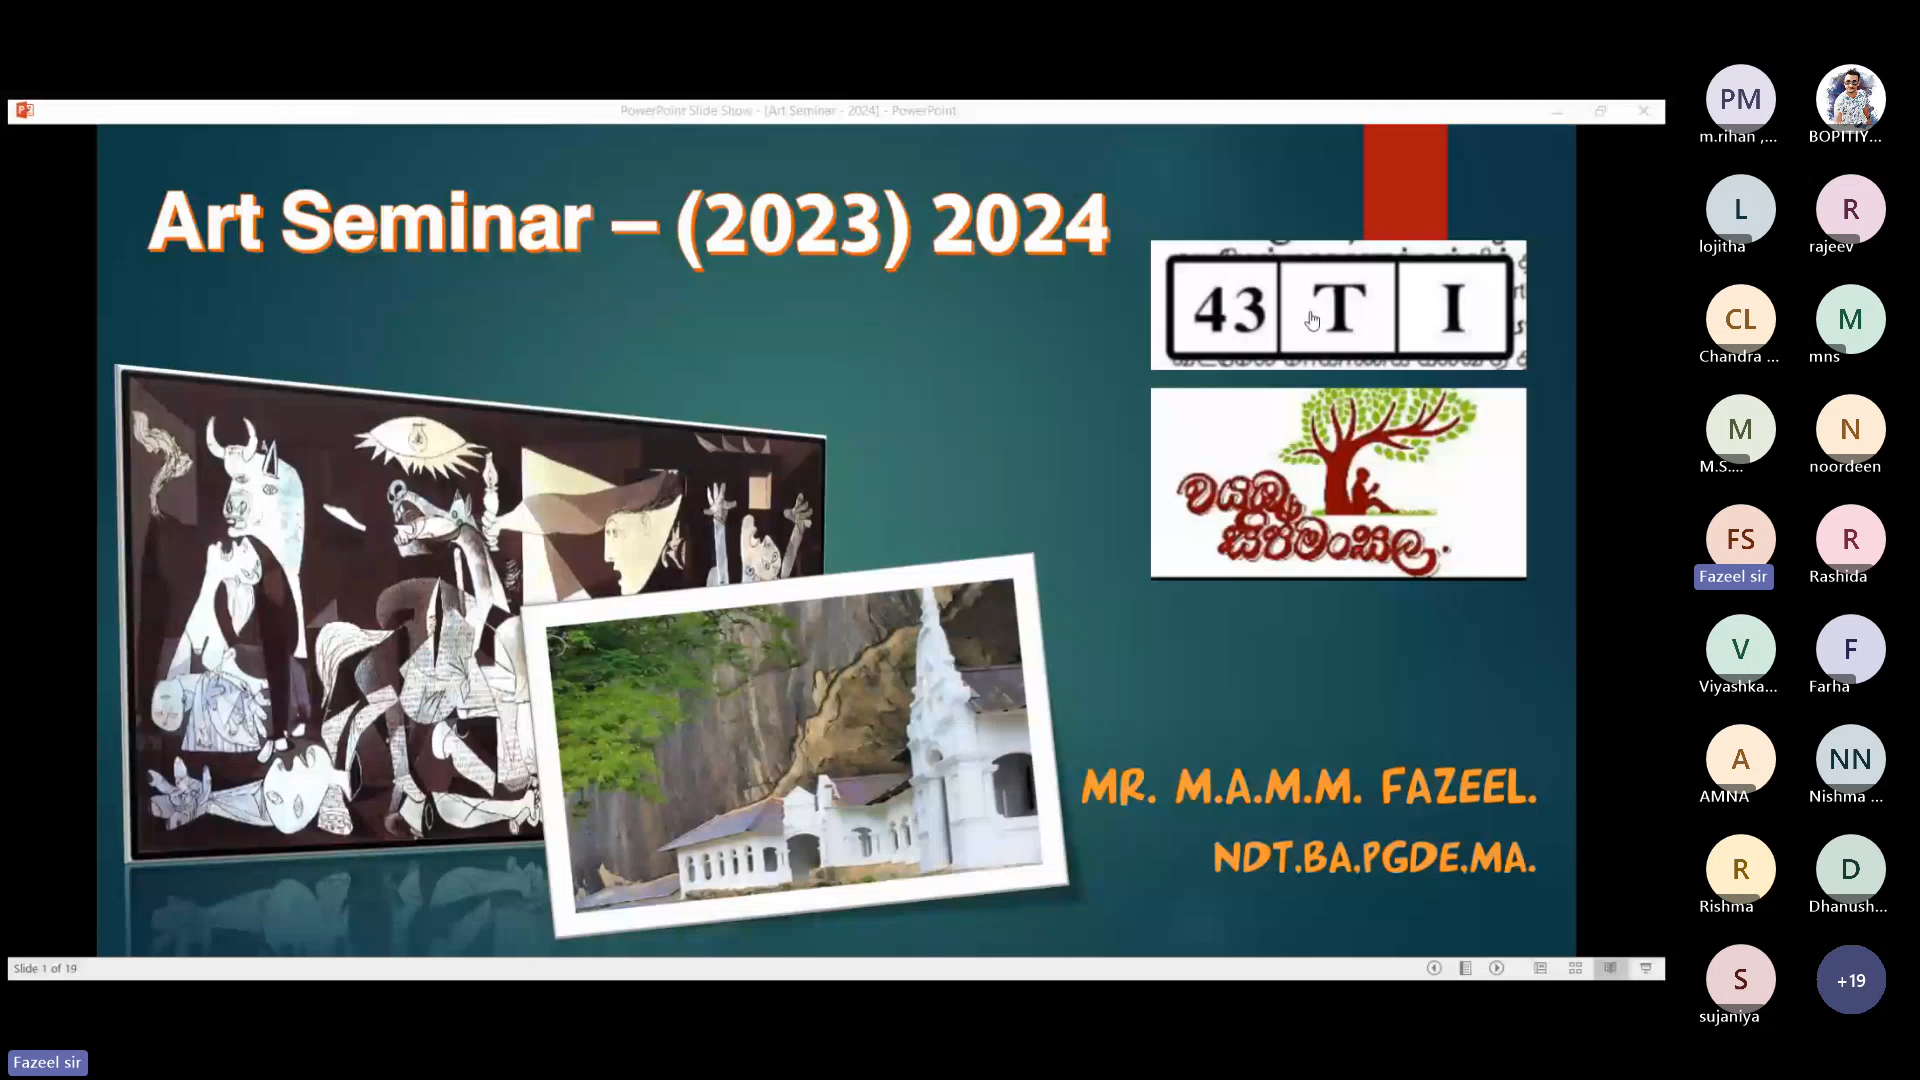 PowerPoint Slide Show - [Art Seminar - 2024] - PowerPoint
Art Seminar – (2023) 2024
43 T I
වයඹ
සිප්මංසල
MR. M.A.M.M. FAZEEL.
NDT.BA.PGDE.MA.
Slide 1 of 19
Fazeel sir
PM
m.rihan ,...
BOPITIY...
L
lojitha
R
rajeev
CL
Chandra ...
M
mns
M
M.S....
N
noordeen
FS
Fazeel sir
R
Rashida
V
Viyashka...
F
Farha
A
AMNA
NN
Nishma ...
R
Rishma
D
Dhanush...
S
sujaniya
+19